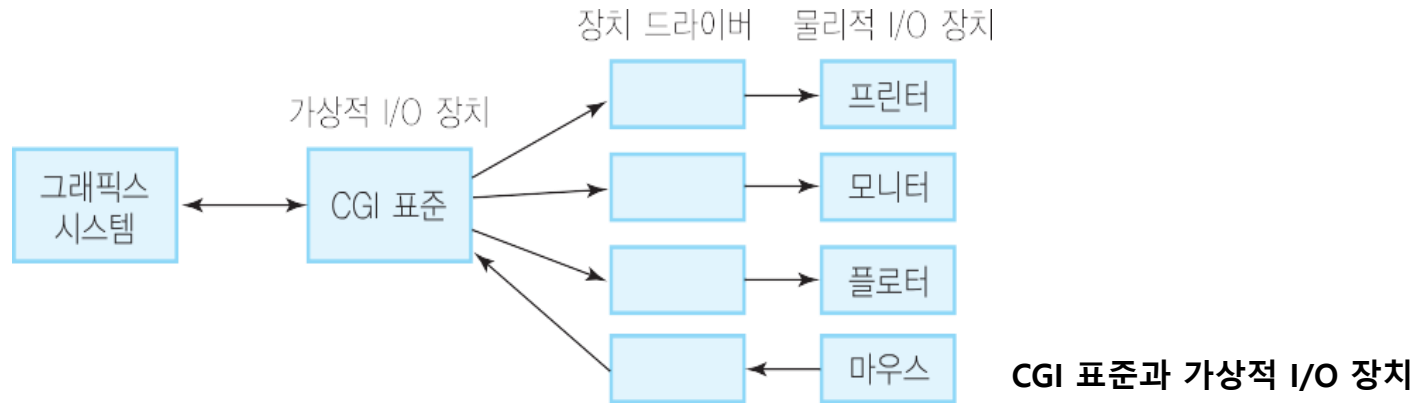 장치 드라이버
물리적 I/O 장치
프린터
가상적 I/O 장치
그래픽스
시스템
CGI 표준
모니터
플로터
마우스
CGI 표준과 가상적 I/O 장치